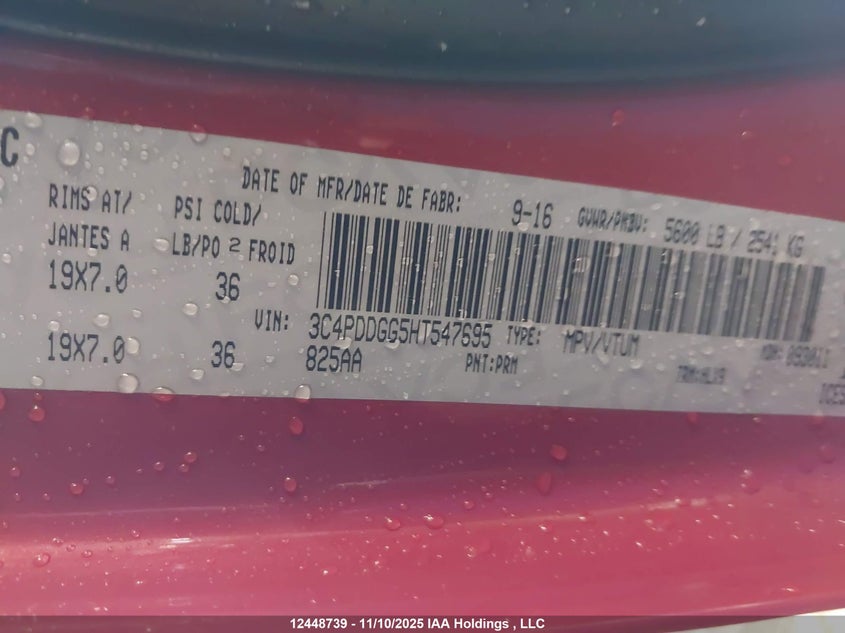 C
DATE OF MFR/DATE DE FABR: 9-16 GVWR/PNBV: 5600 LB / 2541 KG
RIMS AT/ PSI COLD/
JANTES A LB/PO 2 FROID
19X7.0 36
VIN: 3C4PDDGG5HT547695 TYPE: MPV/VTUM
19X7.0 36 825AA PNT:PRM
12448739 - 11/10/2025 IAA Holdings , LLC